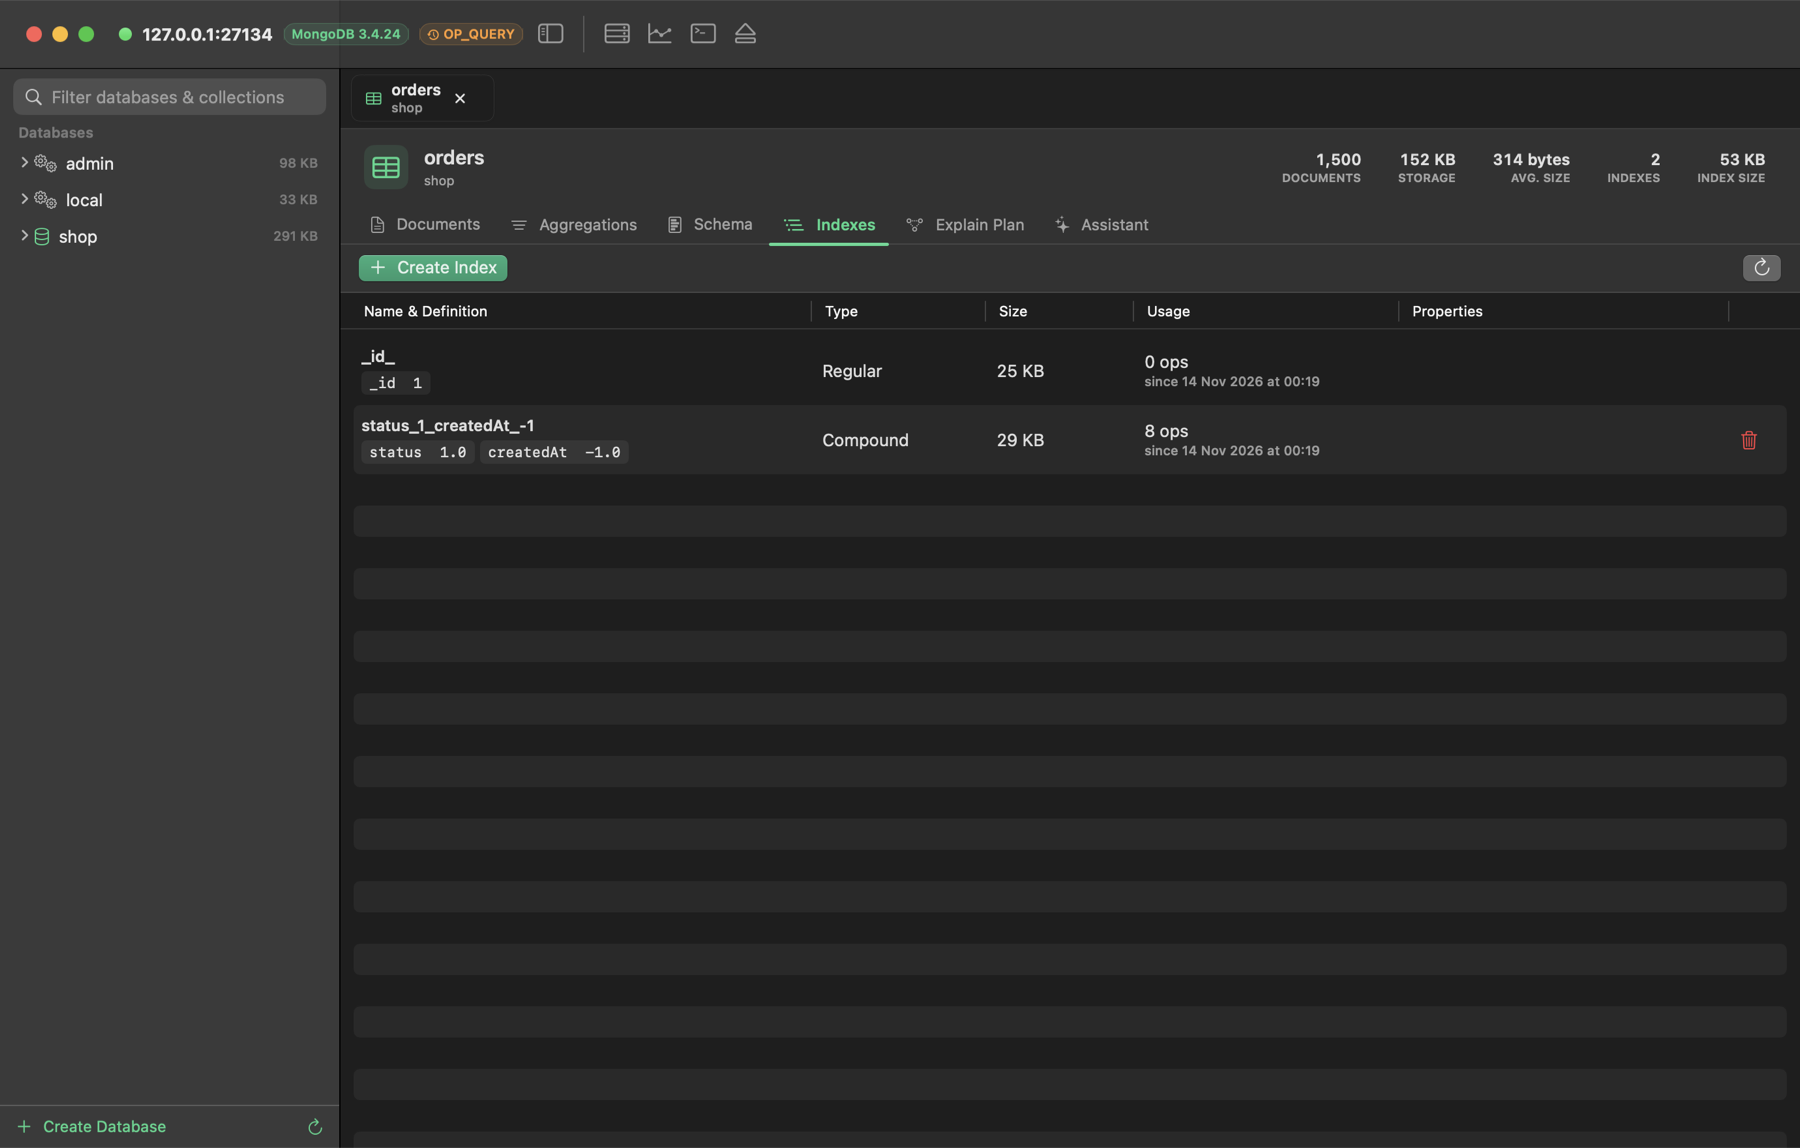 127.0.0.1:27134
MongoDB 3.4.24
OP_QUERY
Filter databases & collections
Databases
admin 98 KB
local 33 KB
shop 291 KB
Create Database
orders
shop
orders
shop
1,500
DOCUMENTS
152 KB
STORAGE
314 bytes
AVG. SIZE
2
INDEXES
53 KB
INDEX SIZE
Documents
Aggregations
Schema
Indexes
Explain Plan
Assistant
Create Index
Name & Definition Type Size Usage Properties
_id_
_id 1
Regular
25 KB
0 ops
since 14 Nov 2026 at 00:19
status_1_createdAt_-1
status 1.0 createdAt -1.0
Compound
29 KB
8 ops
since 14 Nov 2026 at 00:19